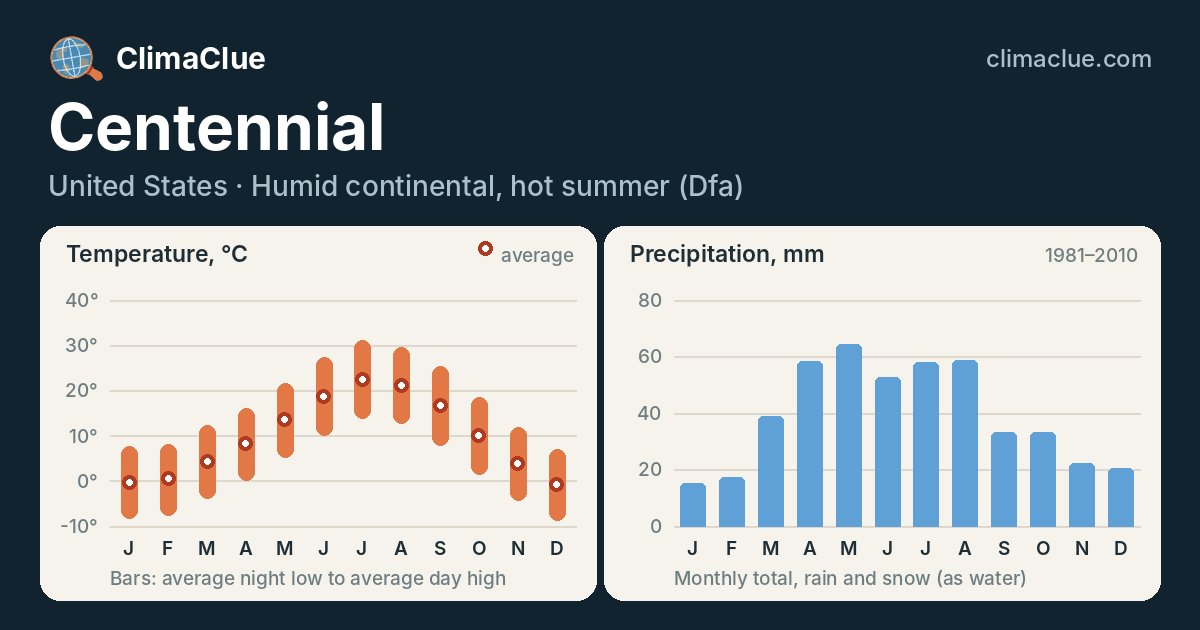 ClimaClue
climaclue.com
Centennial
United States · Humid continental, hot summer (Dfa)
Temperature, °C
average
40°
30°
20°
10°
0°
-10°
J F M A M J J A S O N D
Bars: average night low to average day high
Precipitation, mm
1981–2010
80
60
40
20
0
J F M A M J J A S O N D
Monthly total, rain and snow (as water)